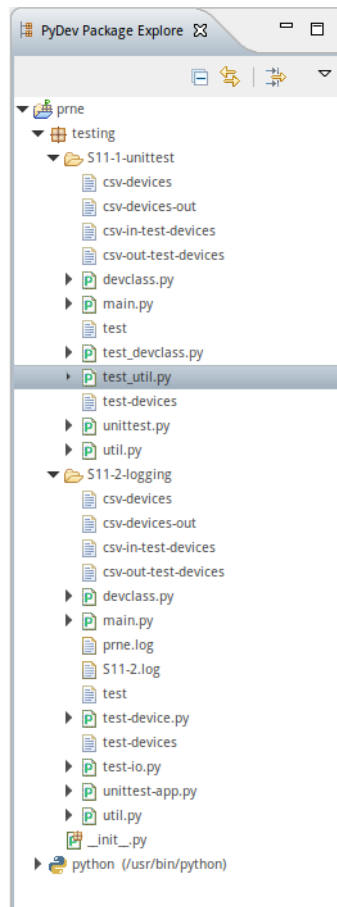 PyDev Package Explore
prne
testing
S11-1-unittest
csv-devices
csv-devices-out
csv-in-test-devices
csv-out-test-devices
devclass.py
main.py
test
test_devclass.py
test_util.py
test-devices
unittest.py
util.py
S11-2-logging
csv-devices
csv-devices-out
csv-in-test-devices
csv-out-test-devices
devclass.py
main.py
prne.log
S11-2.log
test
test-device.py
test-devices
test-io.py
unittest-app.py
util.py
__init__.py
python (/usr/bin/python)